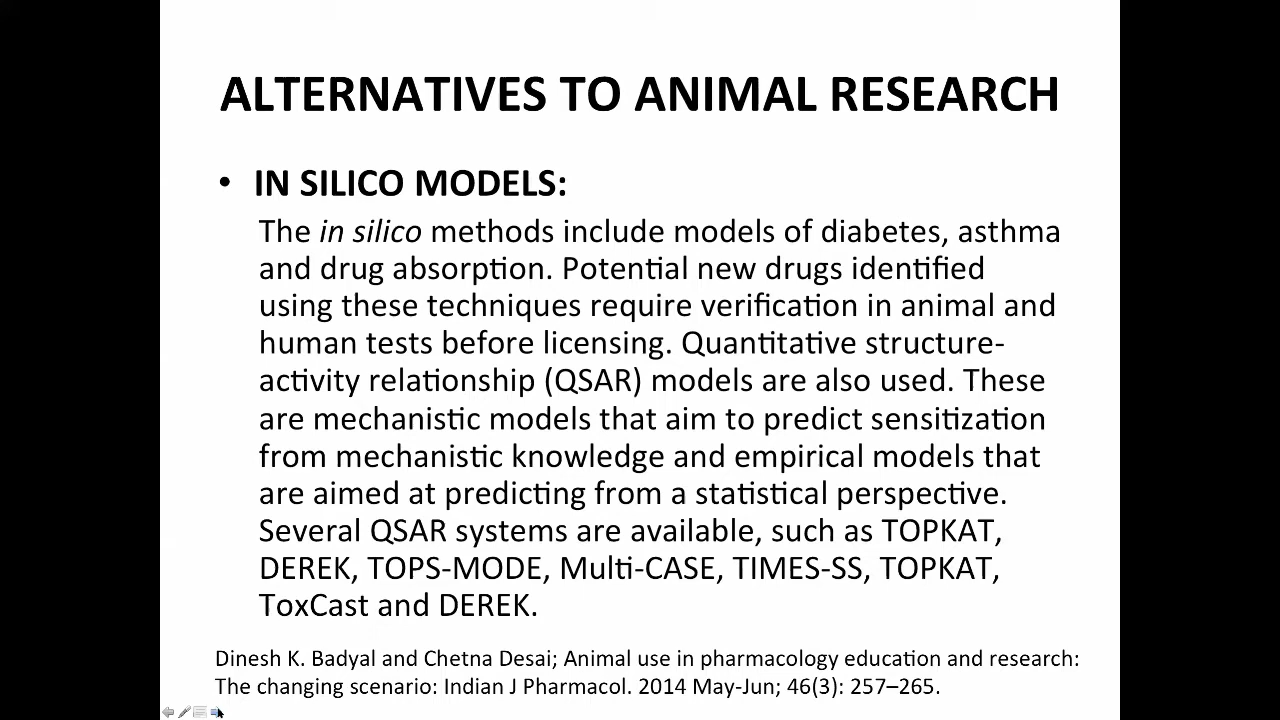 ALTERNATIVES TO ANIMAL RESEARCH
• IN SILICO MODELS:
The in silico methods include models of diabetes, asthma
and drug absorption. Potential new drugs identified
using these techniques require verification in animal and
human tests before licensing. Quantitative structure-
activity relationship (QSAR) models are also used. These
are mechanistic models that aim to predict sensitization
from mechanistic knowledge and empirical models that
are aimed at predicting from a statistical perspective.
Several QSAR systems are available, such as TOPKAT,
DEREK, TOPS-MODE, Multi-CASE, TIMES-SS, TOPKAT,
ToxCast and DEREK.
Dinesh K. Badyal and Chetna Desai; Animal use in pharmacology education and research:
The changing scenario: Indian J Pharmacol. 2014 May-Jun; 46(3): 257–265.